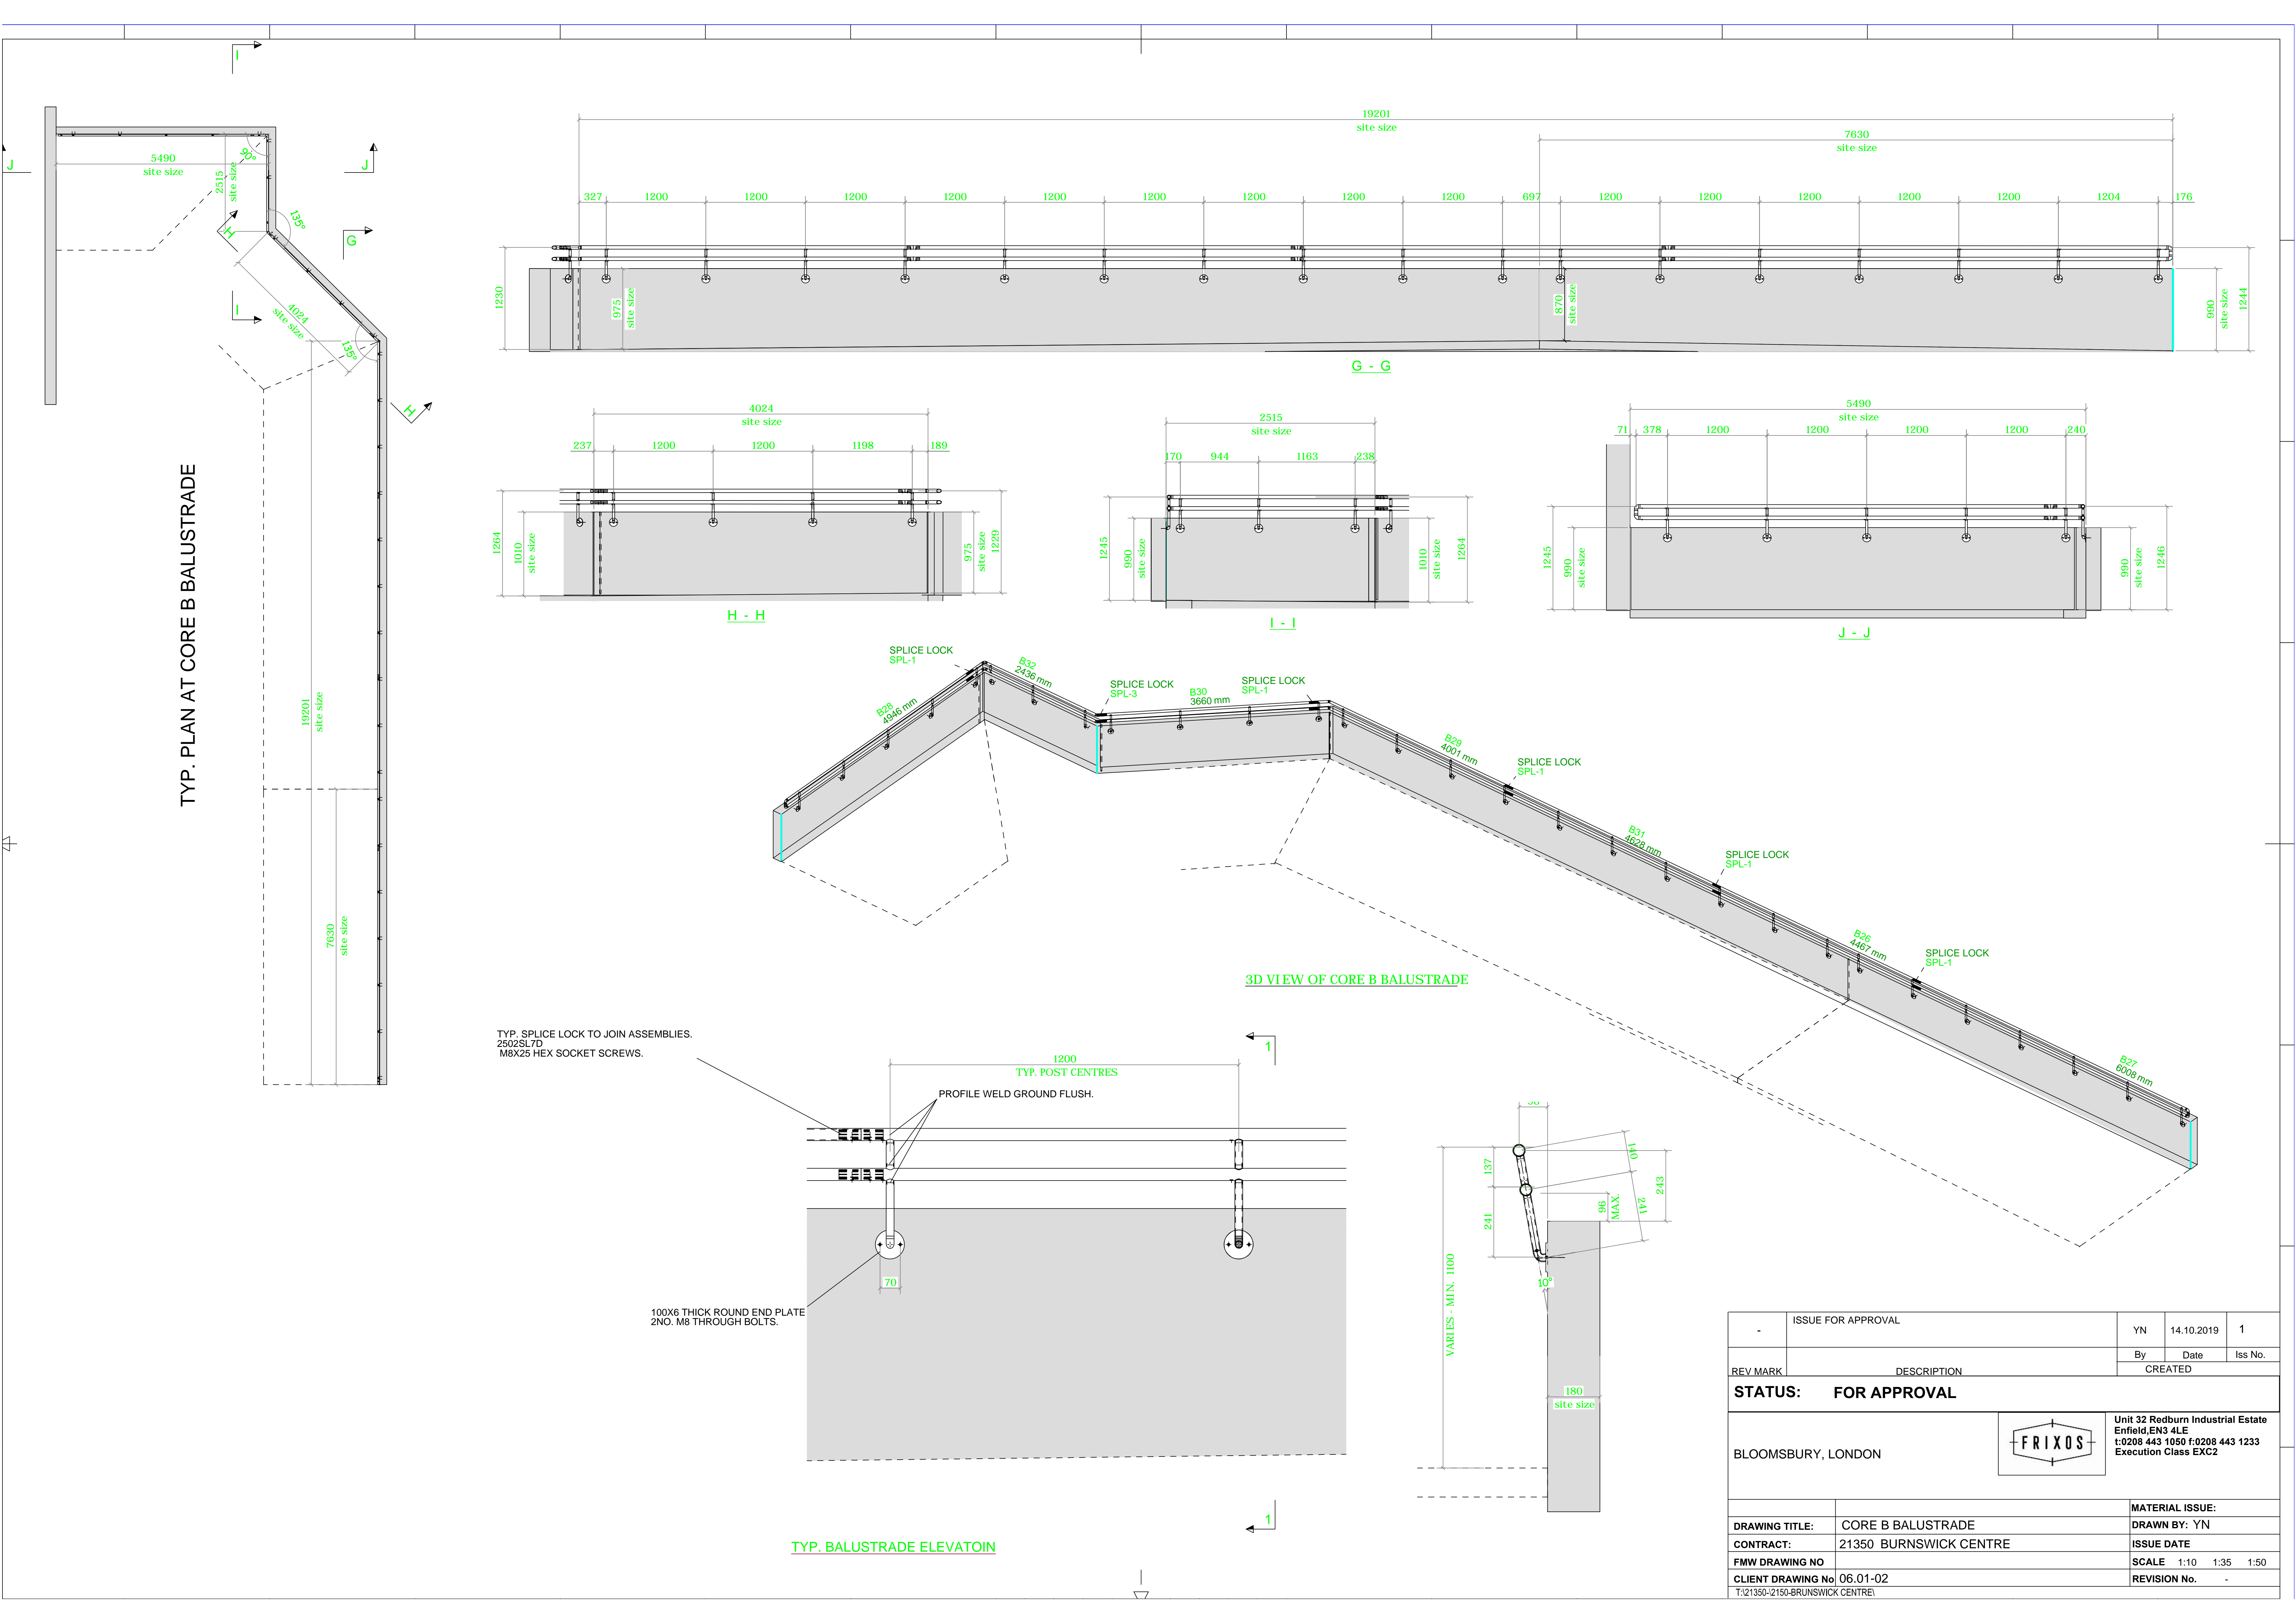 I
J
5490
site size
2515
site size
90°
J
135°
H
G
I
4024
site size
135°
H
TYP. PLAN AT CORE B BALUSTRADE
19201
site size
7630
site size
19201
site size
7630
site size
327 1200 1200 1200 1200 1200 1200 1200 1200 1200 697 1200 1200 1200 1200 1200 1204 176
1230
975
site size
870
site size
990
site size
1244
G - G
4024
site size
237 1200 1200 1198 189
1264
1010
site size
975
site size
1229
H - H
2515
site size
170 944 1163 238
1245
990
site size
1010
site size
1264
I - I
5490
site size
71 378 1200 1200 1200 1200 240
1245
990
site size
990
site size
1246
J - J
SPLICE LOCK
SPL-1
B32
2436 mm
SPLICE LOCK
SPL-3
B30
3660 mm
SPLICE LOCK
SPL-1
B28
4946 mm
B29
4001 mm
SPLICE LOCK
SPL-1
B31
4628 mm
SPLICE LOCK
SPL-1
B26
4467 mm
SPLICE LOCK
SPL-1
B27
6008 mm
3D VIEW OF CORE B BALUSTRADE
TYP. SPLICE LOCK TO JOIN ASSEMBLIES.
2502SL7D
M8X25 HEX SOCKET SCREWS.
1
1200
TYP. POST CENTRES
PROFILE WELD GROUND FLUSH.
70
100X6 THICK ROUND END PLATE
2NO. M8 THROUGH BOLTS.
1
TYP. BALUSTRADE ELEVATOIN
137
241
140
241
243
96
MAX.
10°
VARIES - MIN. 1100
180
site size
- ISSUE FOR APPROVAL YN 14.10.2019 1
By Date Iss No.
REV MARK DESCRIPTION CREATED
STATUS: FOR APPROVAL
BLOOMSBURY, LONDON
FRIXOS
Unit 32 Redburn Industrial Estate
Enfield,EN3 4LE
t:0208 443 1050 f:0208 443 1233
Execution Class EXC2
MATERIAL ISSUE:
DRAWING TITLE: CORE B BALUSTRADE DRAWN BY: YN
CONTRACT: 21350 BURNSWICK CENTRE ISSUE DATE
FMW DRAWING NO SCALE 1:10 1:35 1:50
CLIENT DRAWING No 06.01-02 REVISION No. -
T:\21350-\2150-BRUNSWICK CENTRE\